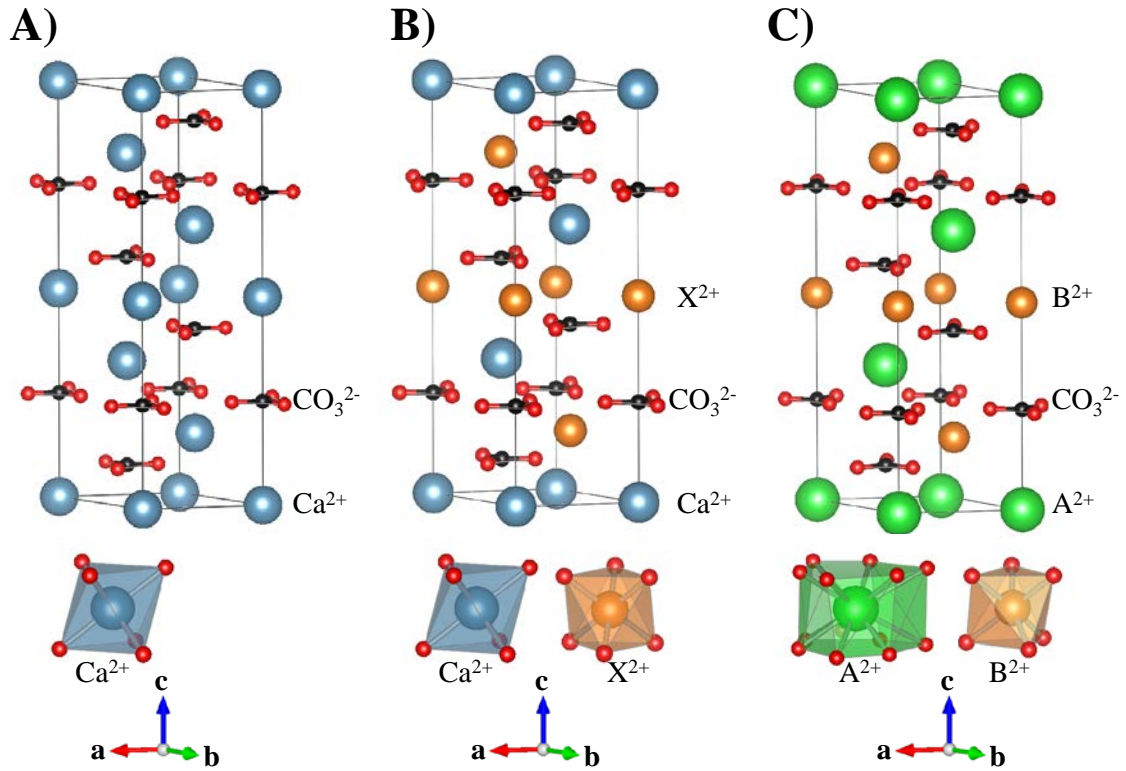 A) B) C)
X²⁺ B²⁺
CO₃²⁻ CO₃²⁻ CO₃²⁻
Ca²⁺ Ca²⁺ A²⁺
Ca²⁺ Ca²⁺ X²⁺ A²⁺ B²⁺
c c c
a b a b a b